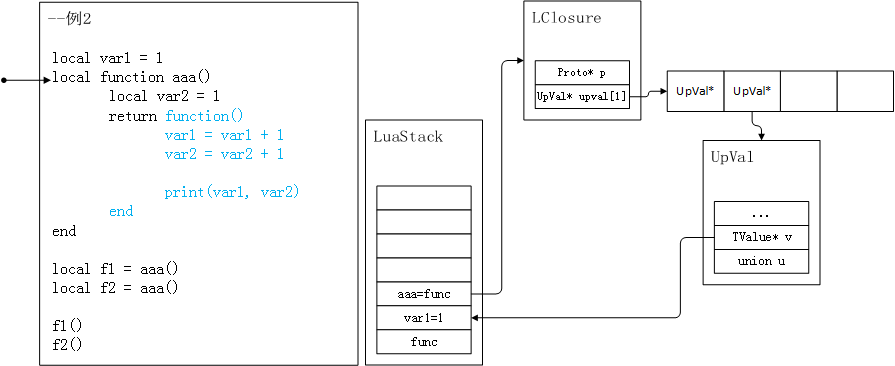 --例2
local var1 = 1
local function aaa()
local var2 = 1
return function()
var1 = var1 + 1
var2 = var2 + 1
print(var1, var2)
end
end
local f1 = aaa()
local f2 = aaa()
f1()
f2()
LuaStack
aaa=func
var1=1
func
LClosure
Proto* p
UpVal* upval[1]
UpVal*
UpVal*
UpVal
...
TValue* v
union u